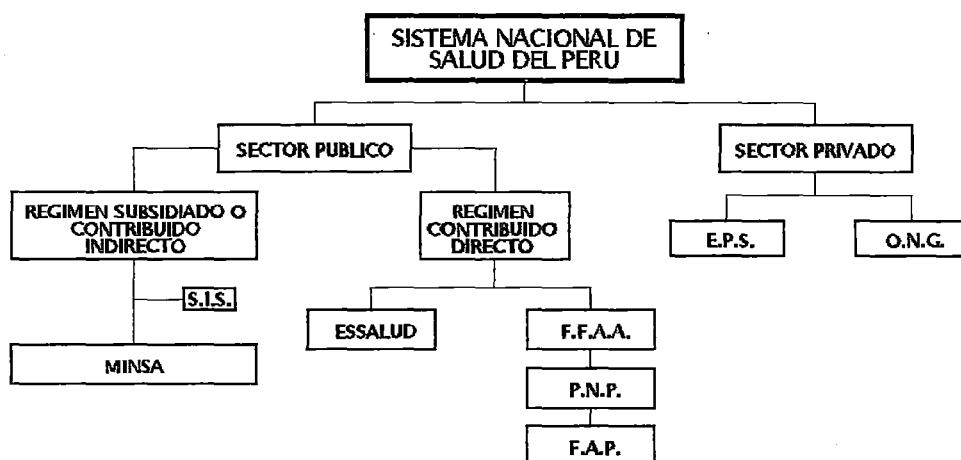 SISTEMA NACIONAL DE
SALUD DEL PERU
SECTOR PUBLICO
SECTOR PRIVADO
REGIMEN SUBSIDIADO O
CONTRIBUIDO
INDIRECTO
REGIMEN
CONTRIBUIDO
DIRECTO
E.P.S.
O.N.G.
S.I.S.
ESSALUD
F.F.A.A.
MINSA
P.N.P.
F.A.P.